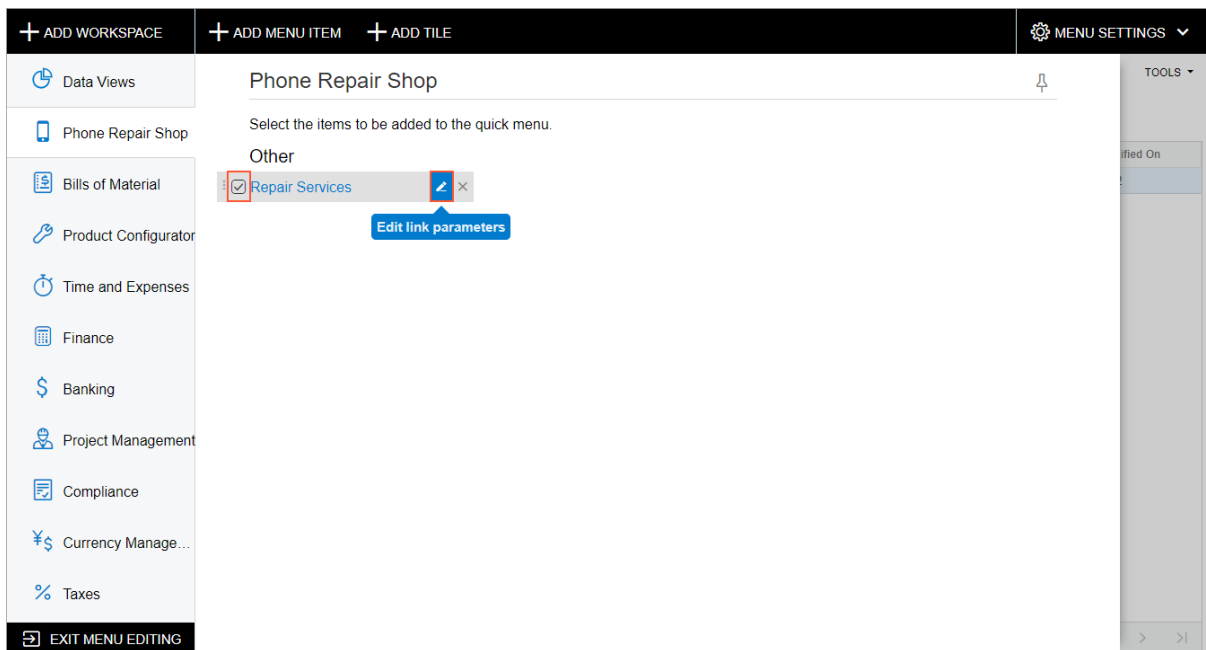 ADD WORKSPACE
ADD MENU ITEM
ADD TILE
MENU SETTINGS
Data Views
Phone Repair Shop
Bills of Material
Product Configurator
Time and Expenses
Finance
Banking
Project Management
Compliance
Currency Manage...
Taxes
EXIT MENU EDITING
Phone Repair Shop
Select the items to be added to the quick menu.
Other
Repair Services
Edit link parameters
TOOLS
ified On